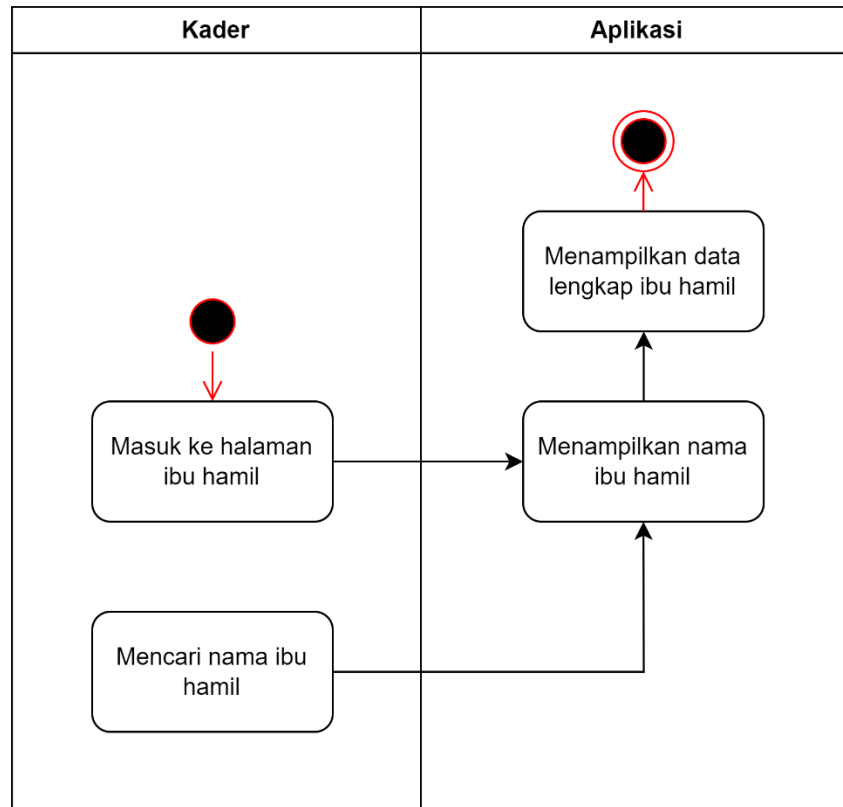 Kader
Aplikasi
Menampilkan data
lengkap ibu hamil
Masuk ke halaman
ibu hamil
Menampilkan nama
ibu hamil
Mencari nama ibu
hamil